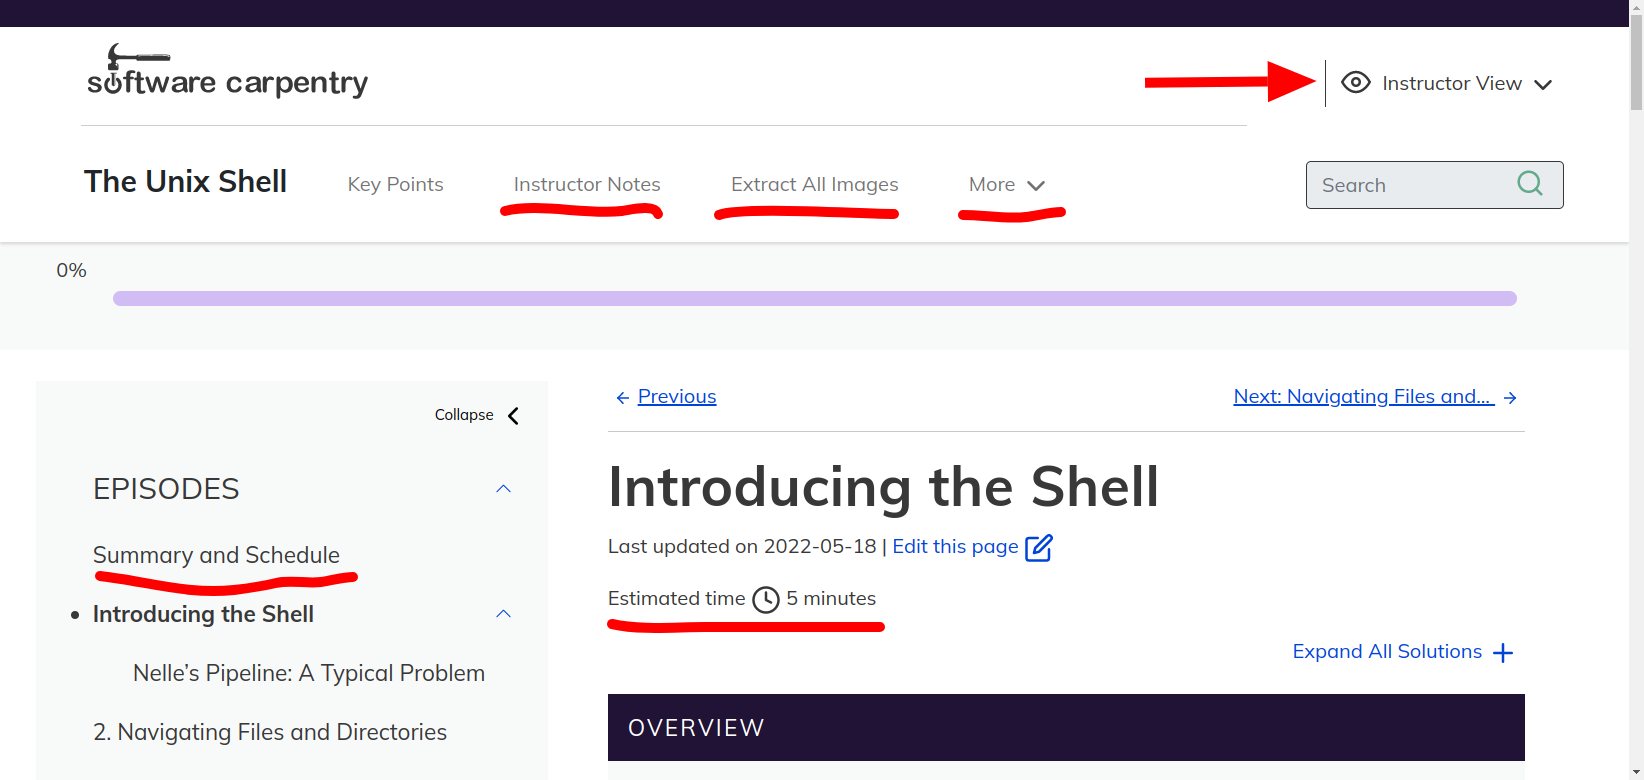 software carpentry
Instructor View
The Unix Shell Key Points Instructor Notes Extract All Images More Search
0%
Collapse
EPISODES
Summary and Schedule
Introducing the Shell
Nelle’s Pipeline: A Typical Problem
2. Navigating Files and Directories
← Previous Next: Navigating Files and... →
Introducing the Shell
Last updated on 2022-05-18 | Edit this page
Estimated time 5 minutes
Expand All Solutions +
OVERVIEW